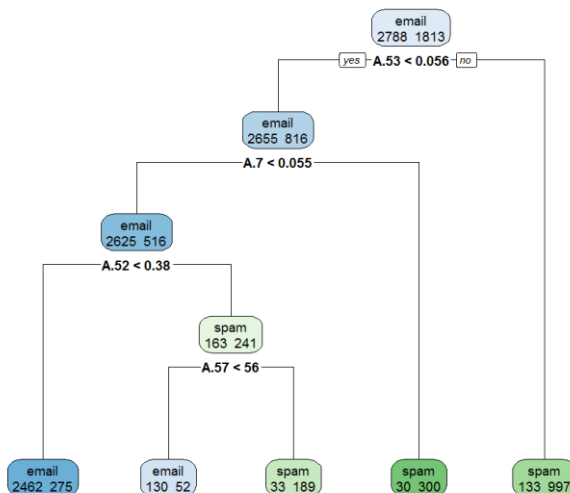 email
2788 1813
yes A.53 < 0.056 no
email
2655 816
A.7 < 0.055
email
2625 516
A.52 < 0.38
spam
163 241
A.57 < 56
email
2462 275
email
130 52
spam
33 189
spam
30 300
spam
133 997